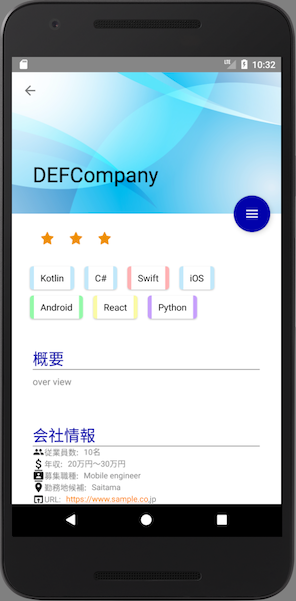 10:32
DEFCompany
Kotlin C# Swift iOS
Android React Python
概要
over view
会社情報
従業員数: 10名
年収: 20万円〜30万円
募集職種: Mobile engineer
勤務地候補: Saitama
URL: https://www.sample.co.jp